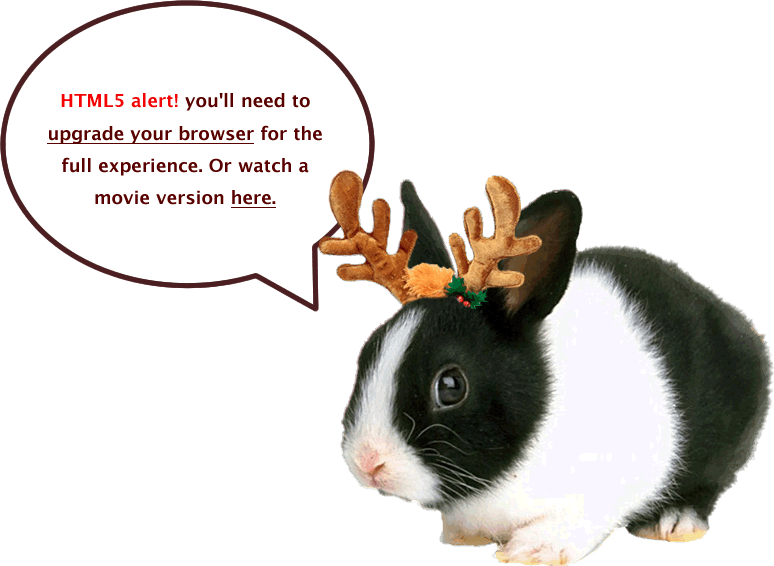 HTML5 alert! you'll need to
upgrade your browser for the
full experience. Or watch a
movie version here.